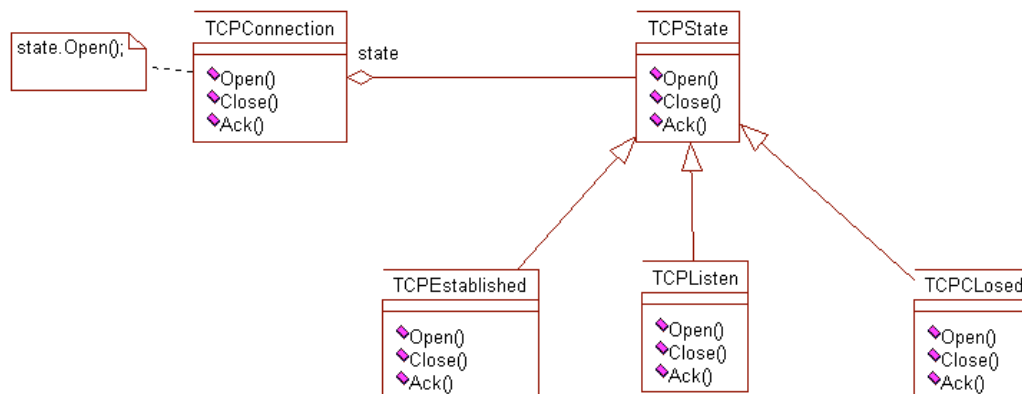 state.Open();
TCPConnection
Open()
Close()
Ack()
state
TCPState
Open()
Close()
Ack()
TCPEstablished
Open()
Close()
Ack()
TCPListen
Open()
Close()
Ack()
TCPCLosed
Open()
Close()
Ack()